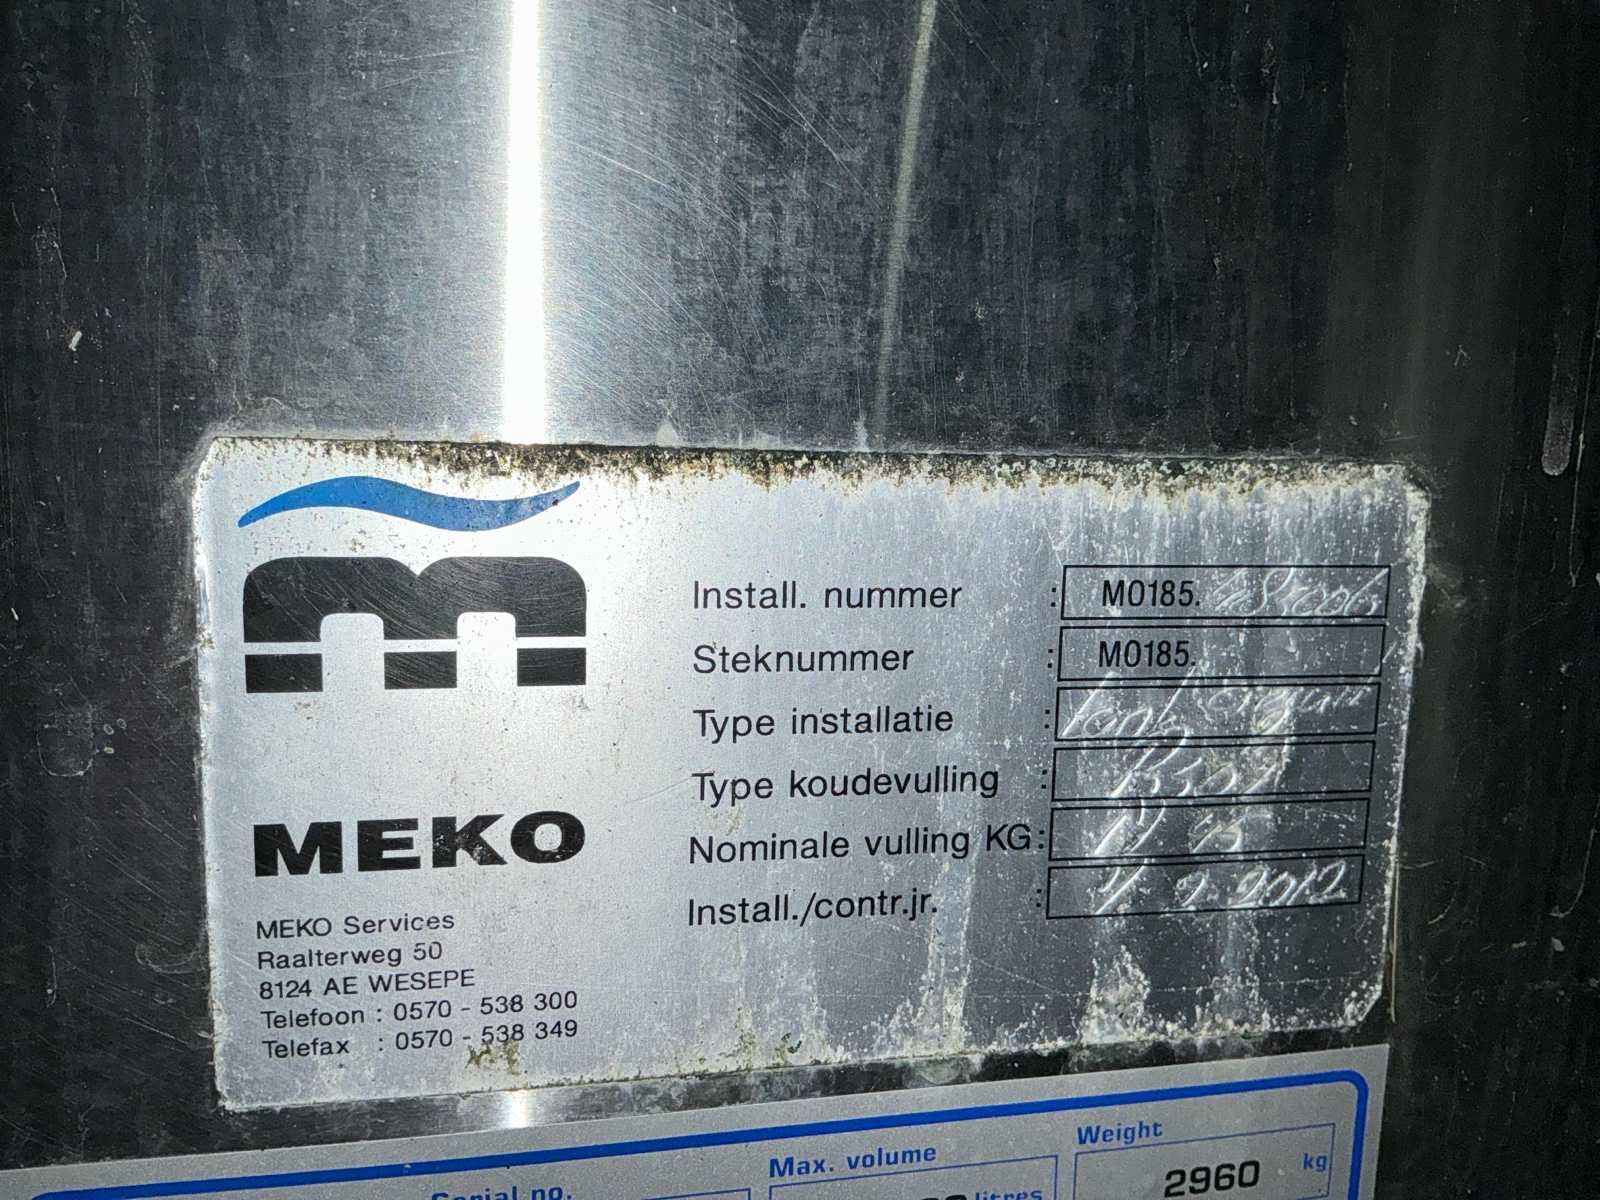 Install. nummer : M0185.
Steknummer : M0185.
Type installatie :
Type koudevulling :
Nominale vulling KG:
Install./contr.jr. : 2012
MEKO
MEKO Services
Raalterweg 50
8124 AE WESEPE
Telefoon : 0570 - 538 300
Telefax : 0570 - 538 349
Serial no.
Max. volume
litres
Weight
2960 kg